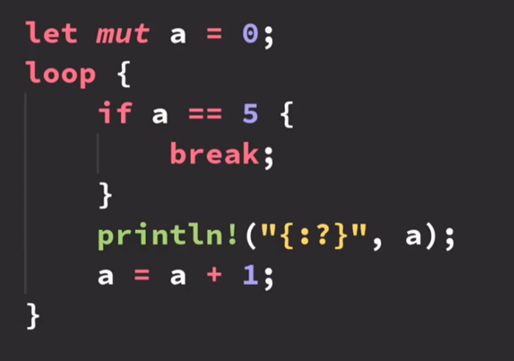 let mut a = 0;
loop {
    if a == 5 {
        break;
    }
    println!("{:?}", a);
    a = a + 1;
}